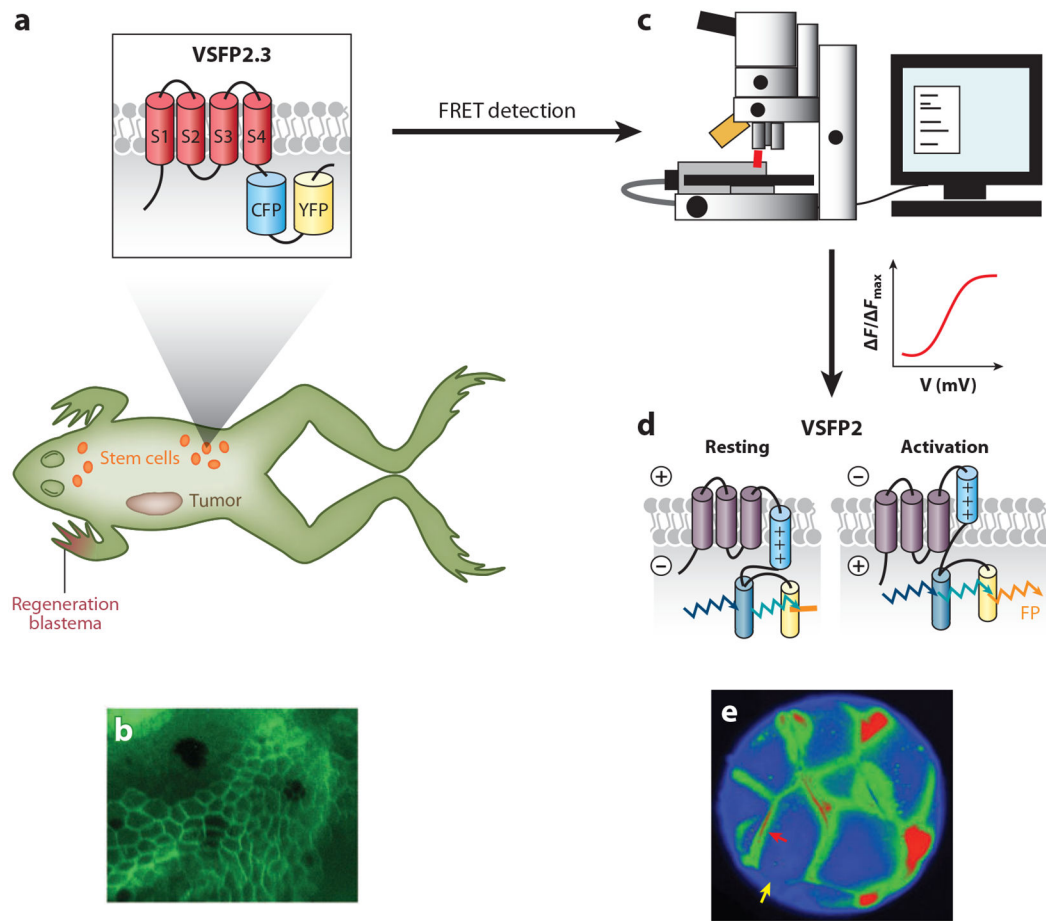 a
VSFP2.3
S1
S2
S3
S4
CFP
YFP
FRET detection
c
ΔF/ΔFmax
V (mV)
Stem cells
Tumor
Regeneration
blastema
d
VSFP2
Resting
Activation
+
−
+
+
+
−
+
+
+
+
FP
b
e